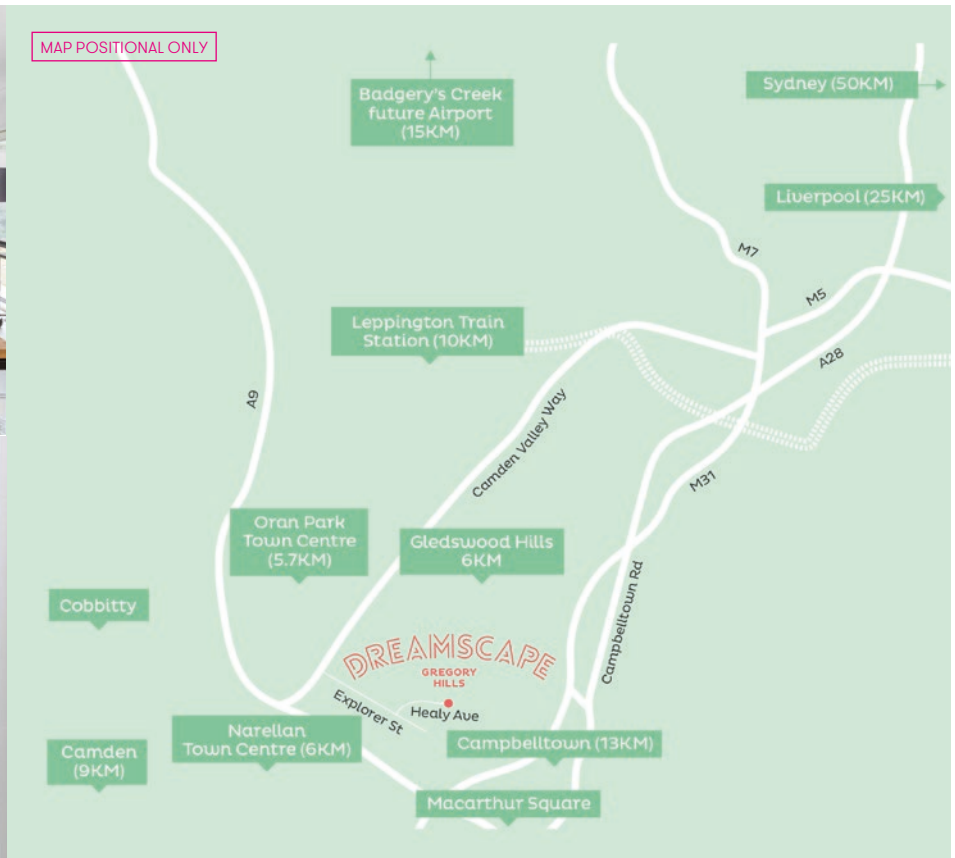 MAP POSITIONAL ONLY
Badgery's Creek
future Airport
(15KM)
Sydney (50KM)
Liverpool (25KM)
M7
M5
Leppington Train
Station (10KM)
A28
A9
Camden Valley Way
M31
Oran Park
Town Centre
(5.7KM)
Gledswood Hills
6KM
Campbelltown Rd
Cobbitty
DREAMSCAPE
GREGORY
HILLS
Explorer St
Healy Ave
Narellan
Town Centre (6KM)
Campbelltown (13KM)
Camden
(9KM)
Macarthur Square